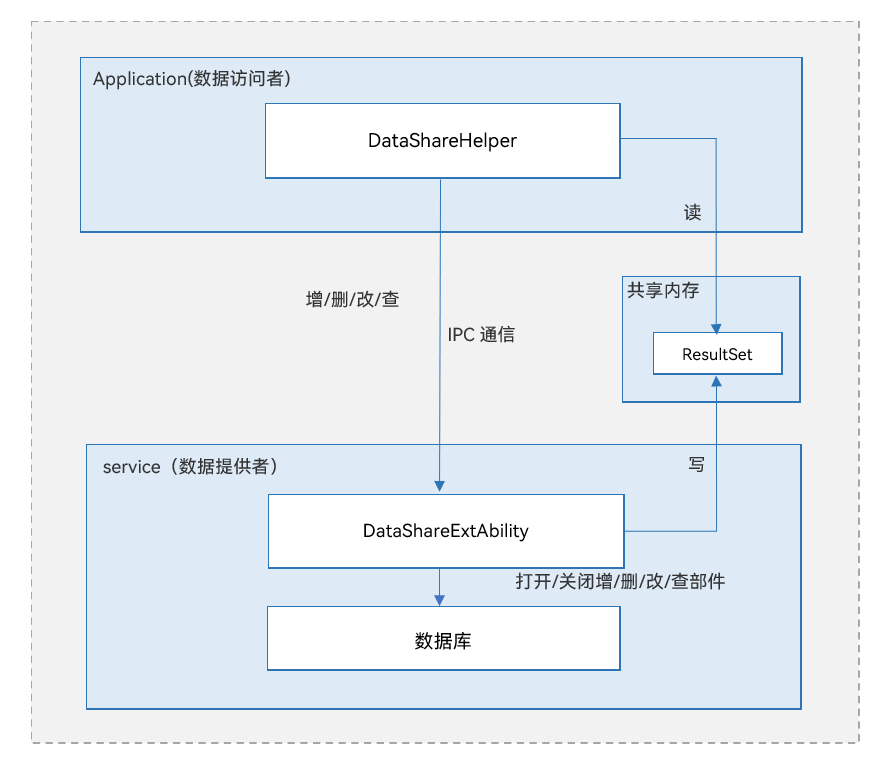 Application(数据访问者)
DataShareHelper
读
共享内存
增/删/改/查
IPC 通信
ResultSet
service（数据提供者）
写
DataShareExtAbility
打开/关闭增/删/改/查部件
数据库